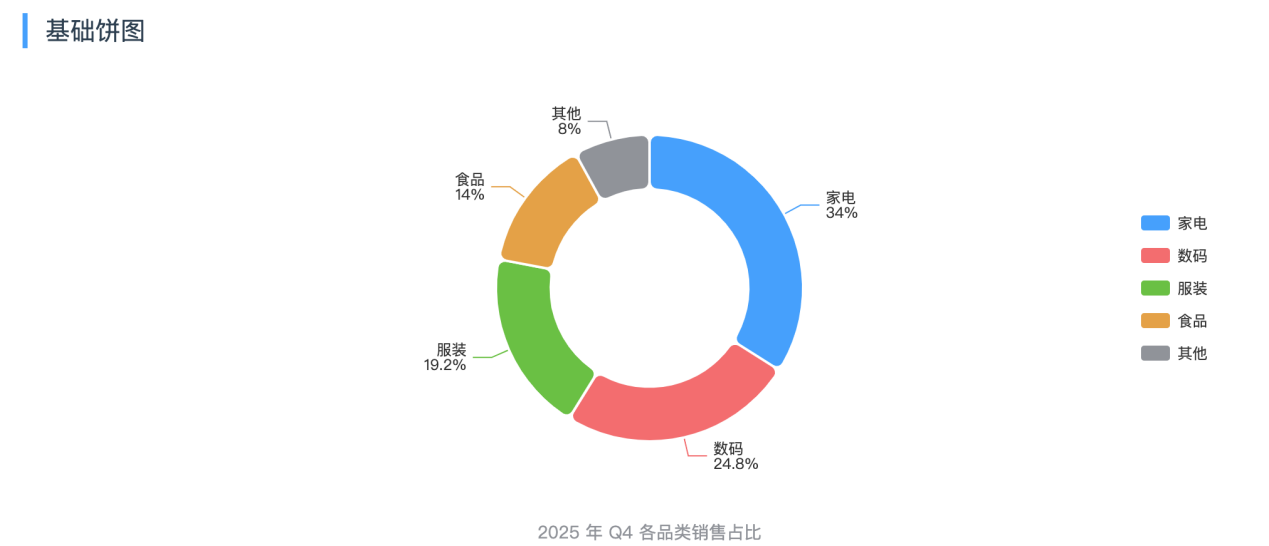 基础饼图
其他
8%
食品
14%
家电
34%
服装
19.2%
数码
24.8%
家电
数码
服装
食品
其他
2025 年 Q4 各品类销售占比